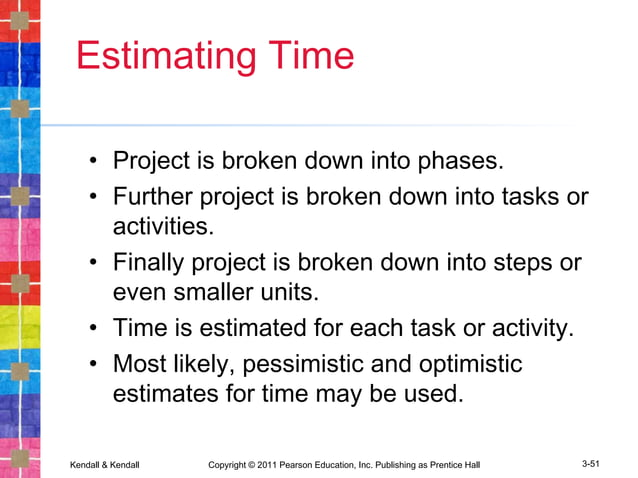 Estimating Time
• Project is broken down into phases.
• Further project is broken down into tasks or
activities.
• Finally project is broken down into steps or
even smaller units.
• Time is estimated for each task or activity.
• Most likely, pessimistic and optimistic
estimates for time may be used.
Kendall & Kendall
Copyright © 2011 Pearson Education, Inc. Publishing as Prentice Hall
3-51